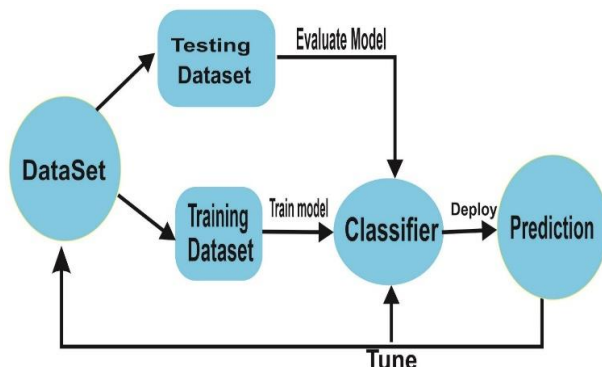 Testing
Dataset
Evaluate Model
DataSet
Training
Dataset
Train model
Classifier
Deploy
Prediction
Tune